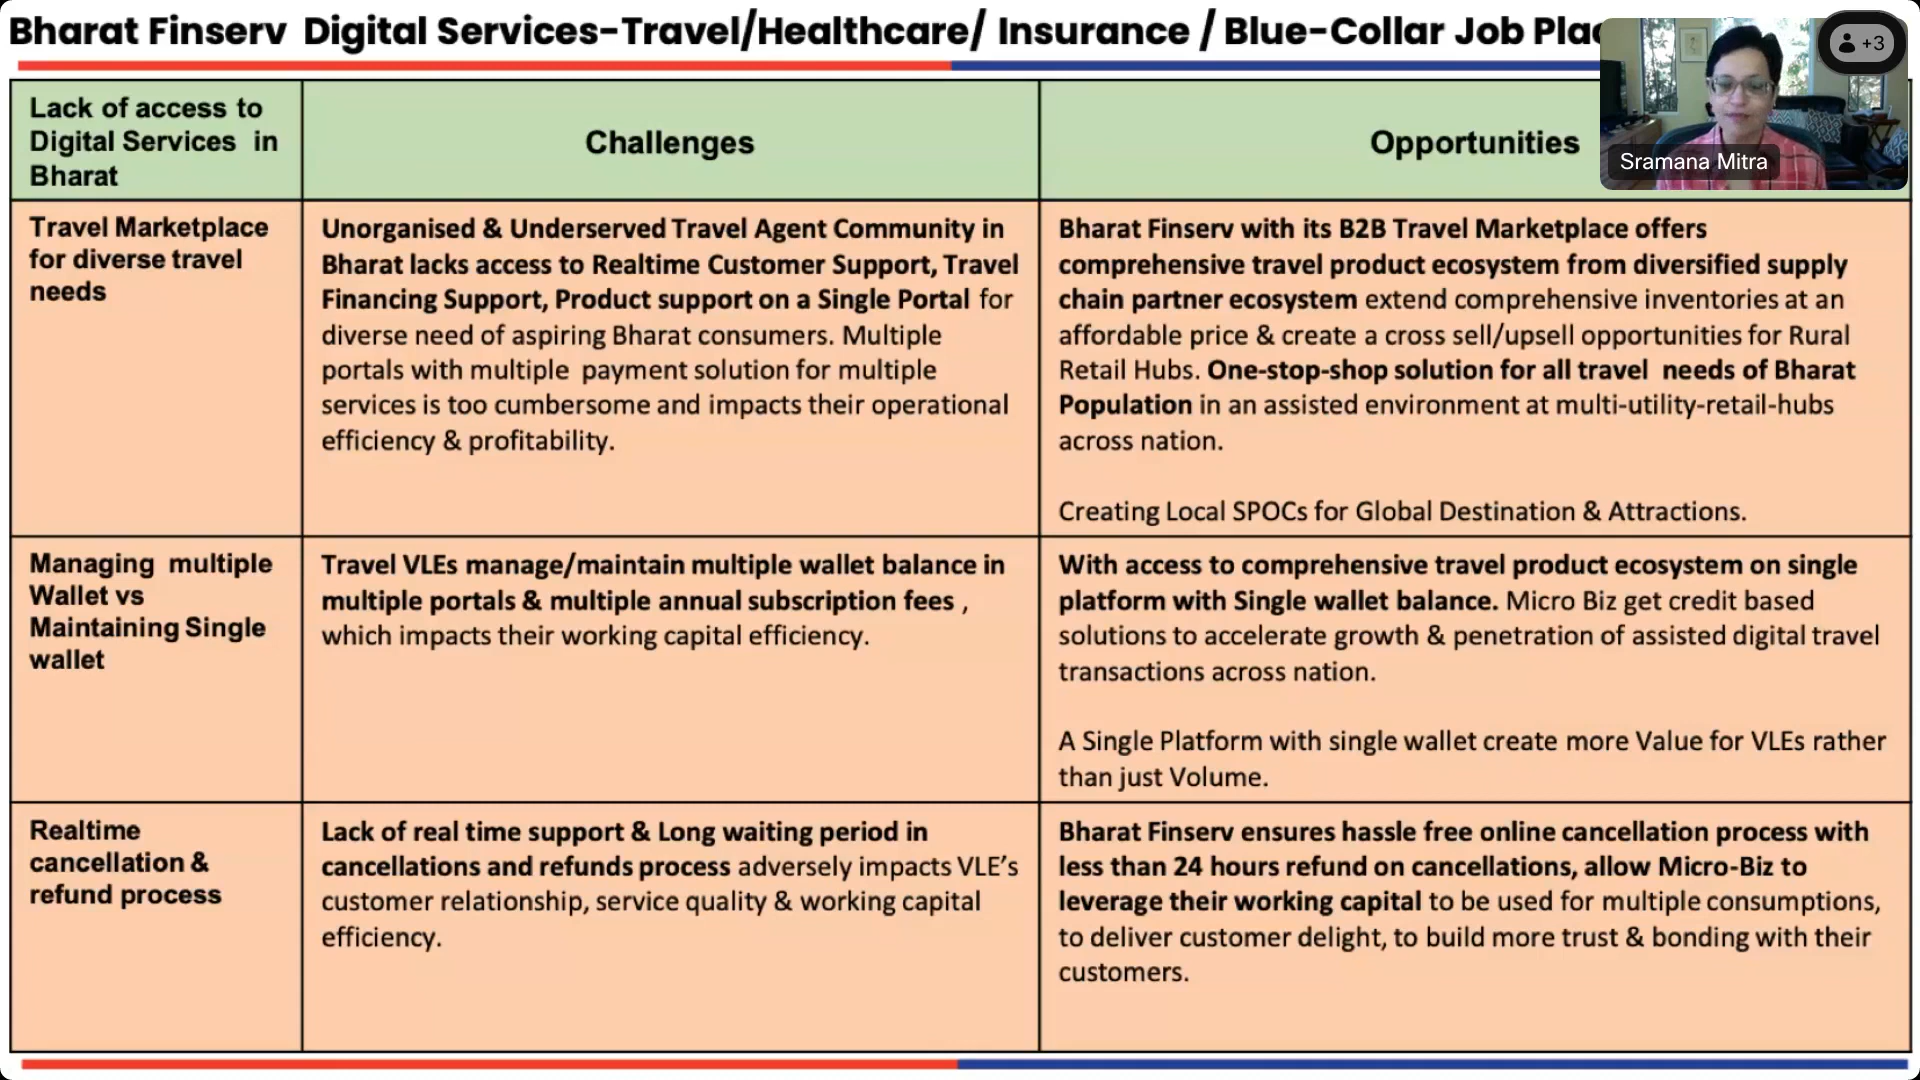 Bharat Finserv Digital Services-Travel/Healthcare/ Insurance / Blue-Collar Job
+3
Sramana Mitra
Lack of access to
Digital Services in
Bharat
Challenges
Opportunities
Travel Marketplace
for diverse travel
needs
Unorganised & Underserved Travel Agent Community in
Bharat lacks access to Realtime Customer Support, Travel
Financing Support, Product support on a Single Portal for
diverse need of aspiring Bharat consumers. Multiple
portals with multiple payment solution for multiple
services is too cumbersome and impacts their operational
efficiency & profitability.
Bharat Finserv with its B2B Travel Marketplace offers
comprehensive travel product ecosystem from diversified supply
chain partner ecosystem extend comprehensive inventories at an
affordable price & create a cross sell/upsell opportunities for Rural
Retail Hubs. One-stop-shop solution for all travel needs of Bharat
Population in an assisted environment at multi-utility-retail-hubs
across nation.
Creating Local SPOCs for Global Destination & Attractions.
Managing multiple
Wallet vs
Maintaining Single
wallet
Travel VLEs manage/maintain multiple wallet balance in
multiple portals & multiple annual subscription fees ,
which impacts their working capital efficiency.
With access to comprehensive travel product ecosystem on single
platform with Single wallet balance. Micro Biz get credit based
solutions to accelerate growth & penetration of assisted digital travel
transactions across nation.
A Single Platform with single wallet create more Value for VLEs rather
than just Volume.
Realtime
cancellation &
refund process
Lack of real time support & Long waiting period in
cancellations and refunds process adversely impacts VLE’s
customer relationship, service quality & working capital
efficiency.
Bharat Finserv ensures hassle free online cancellation process with
less than 24 hours refund on cancellations, allow Micro-Biz to
leverage their working capital to be used for multiple consumptions,
to deliver customer delight, to build more trust & bonding with their
customers.